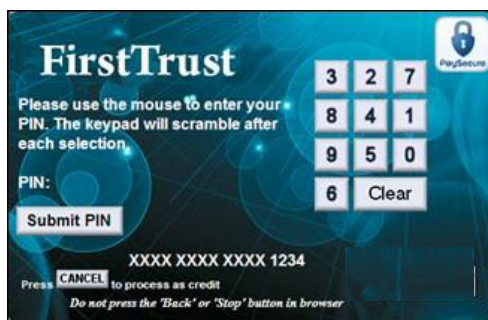 FirstTrust
PaySecure
Please use the mouse to enter your
PIN. The keypad will scramble after
each selection.
3 2 7
8 4 1
9 5 0
6 Clear
PIN:
Submit PIN
XXXX XXXX XXXX 1234
Press CANCEL to process as credit
Do not press the 'Back' or 'Stop' button in browser